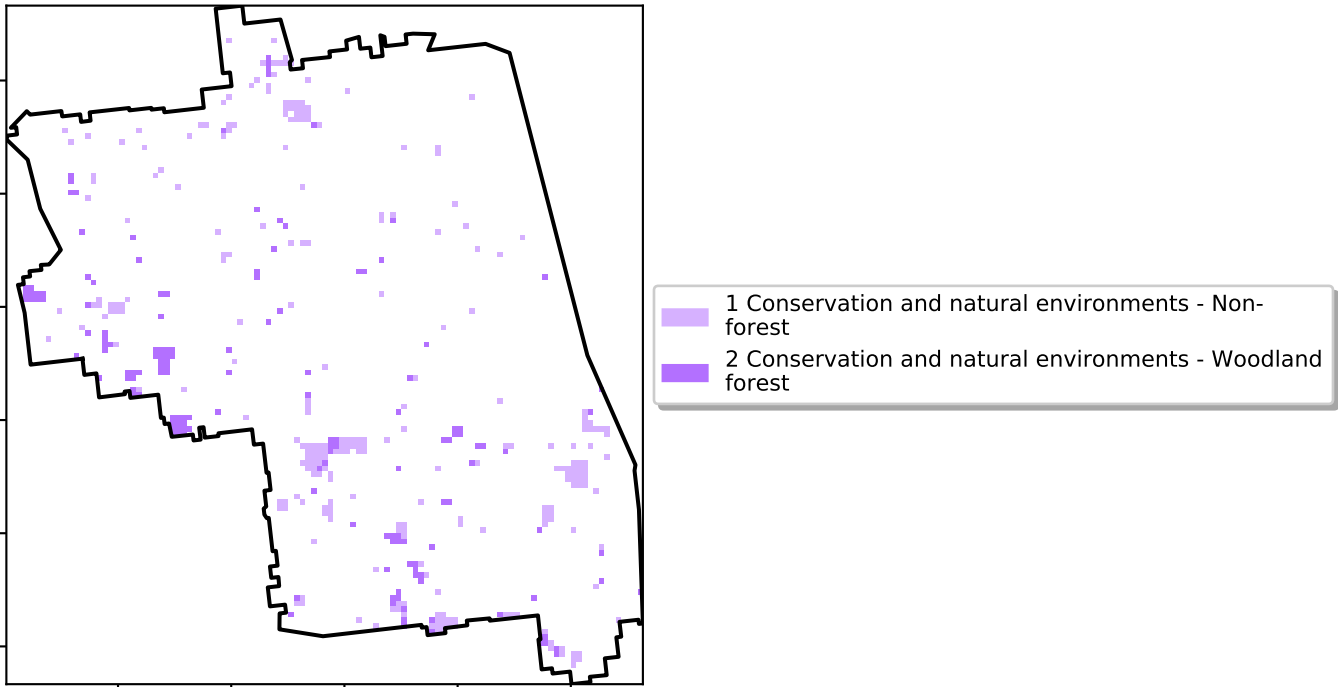 1 Conservation and natural environments - Non-
forest
2 Conservation and natural environments - Woodland
forest